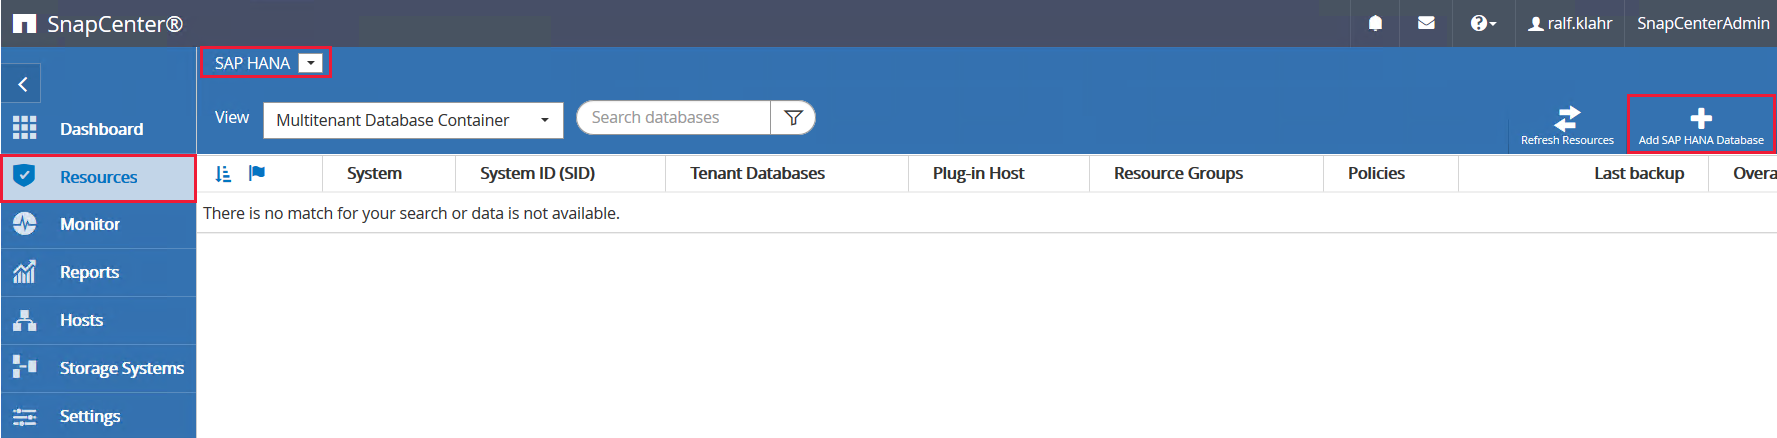 SnapCenter®
ralf.klahr
SnapCenterAdmin
SAP HANA
View
Multitenant Database Container
Search databases
Refresh Resources
Add SAP HANA Database
Dashboard
Resources
Monitor
Reports
Hosts
Storage Systems
Settings
System
System ID (SID)
Tenant Databases
Plug-in Host
Resource Groups
Policies
Last backup
Overa
There is no match for your search or data is not available.